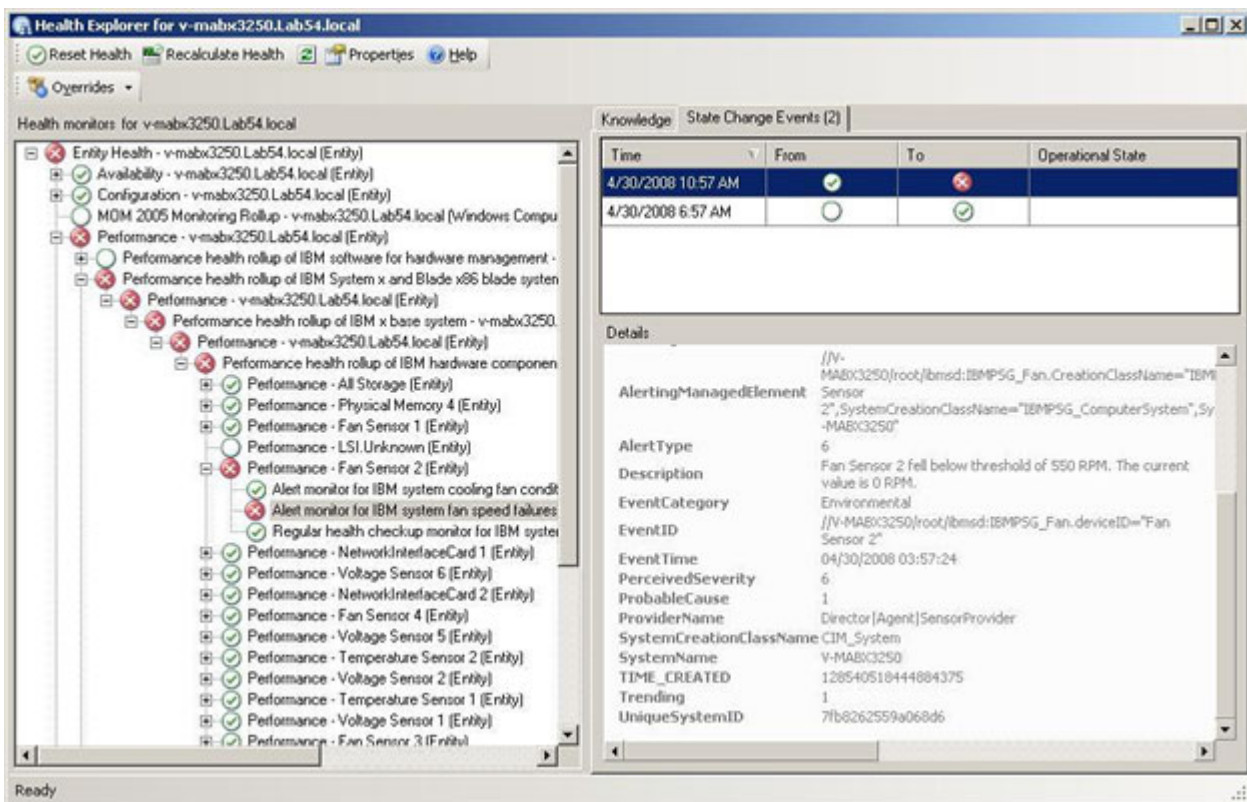 Health Explorer for v-mabx3250.Lab54.local
Reset Health Recalculate Health Properties Help
Overrides
Health monitors for v-mabx3250.Lab54.local
Entity Health - v-mabx3250.Lab54.local (Entity)
Availability - v-mabx3250.Lab54.local (Entity)
Configuration - v-mabx3250.Lab54.local (Entity)
MOM 2005 Monitoring Rollup - v-mabx3250.Lab54.local (Windows Compu
Performance - v-mabx3250.Lab54.local (Entity)
Performance health rollup of IBM software for hardware management -
Performance health rollup of IBM System x and Blade x86 blade system
Performance - v-mabx3250.Lab54.local (Entity)
Performance health rollup of IBM x base system - v-mabx3250.
Performance - v-mabx3250.Lab54.local (Entity)
Performance health rollup of IBM hardware componen
Performance - All Storage (Entity)
Performance - Physical Memory 4 (Entity)
Performance - Fan Sensor 1 (Entity)
Performance - LSI.Unknown (Entity)
Performance - Fan Sensor 2 (Entity)
Alert monitor for IBM system cooling fan condit
Alert monitor for IBM system fan speed failures
Regular health checkup monitor for IBM syste
Performance - NetworkInterfaceCard 1 (Entity)
Performance - Voltage Sensor 6 (Entity)
Performance - NetworkInterfaceCard 2 (Entity)
Performance - Fan Sensor 4 (Entity)
Performance - Voltage Sensor 5 (Entity)
Performance - Temperature Sensor 2 (Entity)
Performance - Voltage Sensor 2 (Entity)
Performance - Temperature Sensor 1 (Entity)
Performance - Voltage Sensor 1 (Entity)
Performance - Fan Sensor 3 (Entity)
Knowledge State Change Events (2)
Time From To Operational State
4/30/2008 10:57 AM
4/30/2008 6:57 AM
Details
//V-
MABX3250/root/ibmsd:IBMPSG_Fan.CreationClassName="IBM
AlertingManagedElement Sensor
2",SystemCreationClassName="IBMPSG_ComputerSystem",Sy
-MABX3250"
AlertType 6
Description Fan Sensor 2 fell below threshold of 550 RPM. The current
value is 0 RPM.
EventCategory Environmental
EventID //V-MABX3250/root/ibmsd:IBMPSG_Fan.deviceID="Fan
Sensor 2"
EventTime 04/30/2008 03:57:24
PerceivedSeverity 6
ProbableCause 1
ProviderName Director|Agent|SensorProvider
SystemCreationClassName CIM_System
SystemName V-MABX3250
TIME_CREATED 128540518444884375
Trending 1
UniqueSystemID 7fb8262559a068d6
Ready